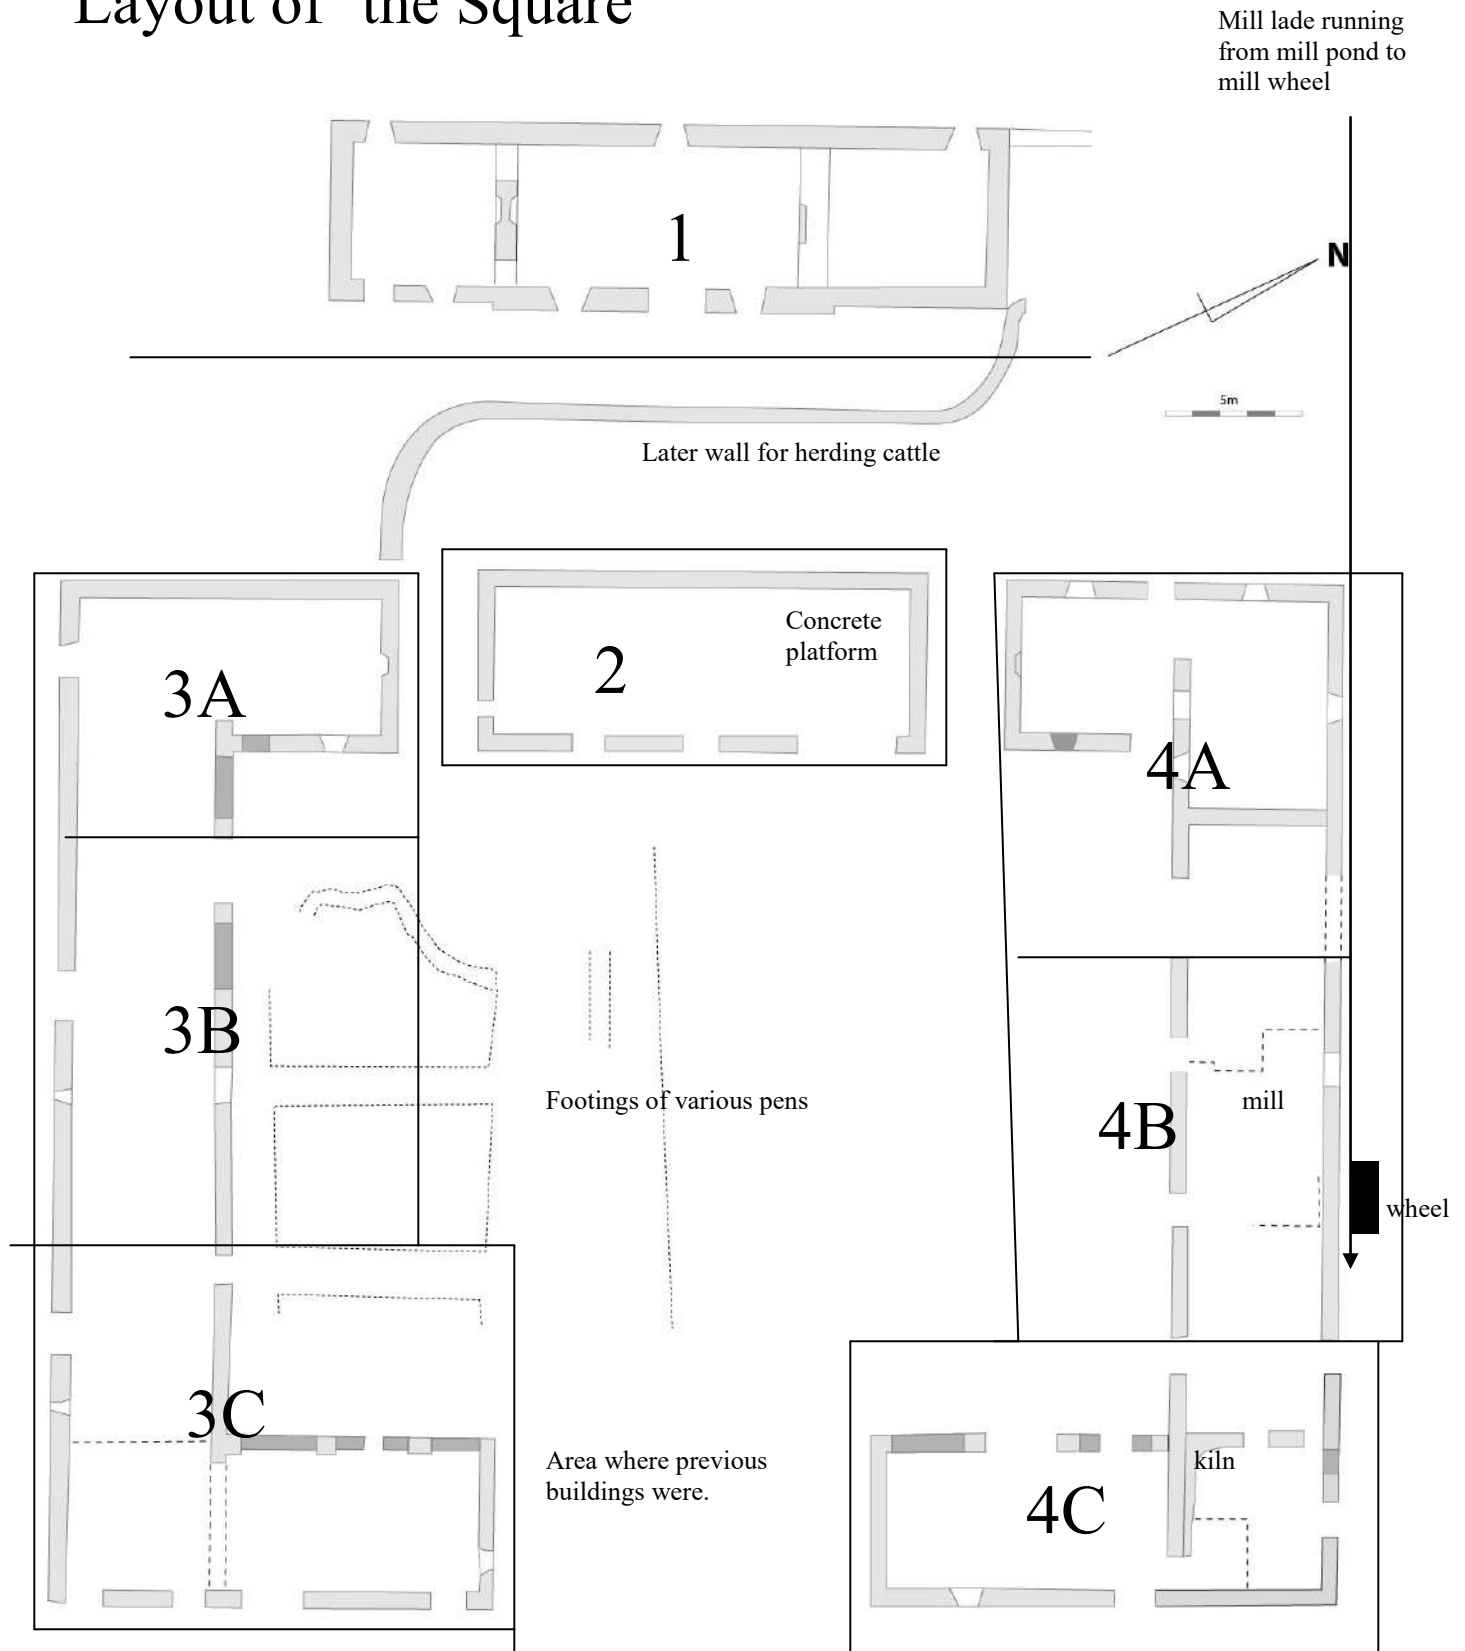 Layout of the Square
Mill lade running
from mill pond to
mill wheel
1
N
5m
Later wall for herding cattle
Concrete
platform
2
3A
4A
3B
Footings of various pens
mill
4B
wheel
3C
Area where previous
buildings were.
kiln
4C